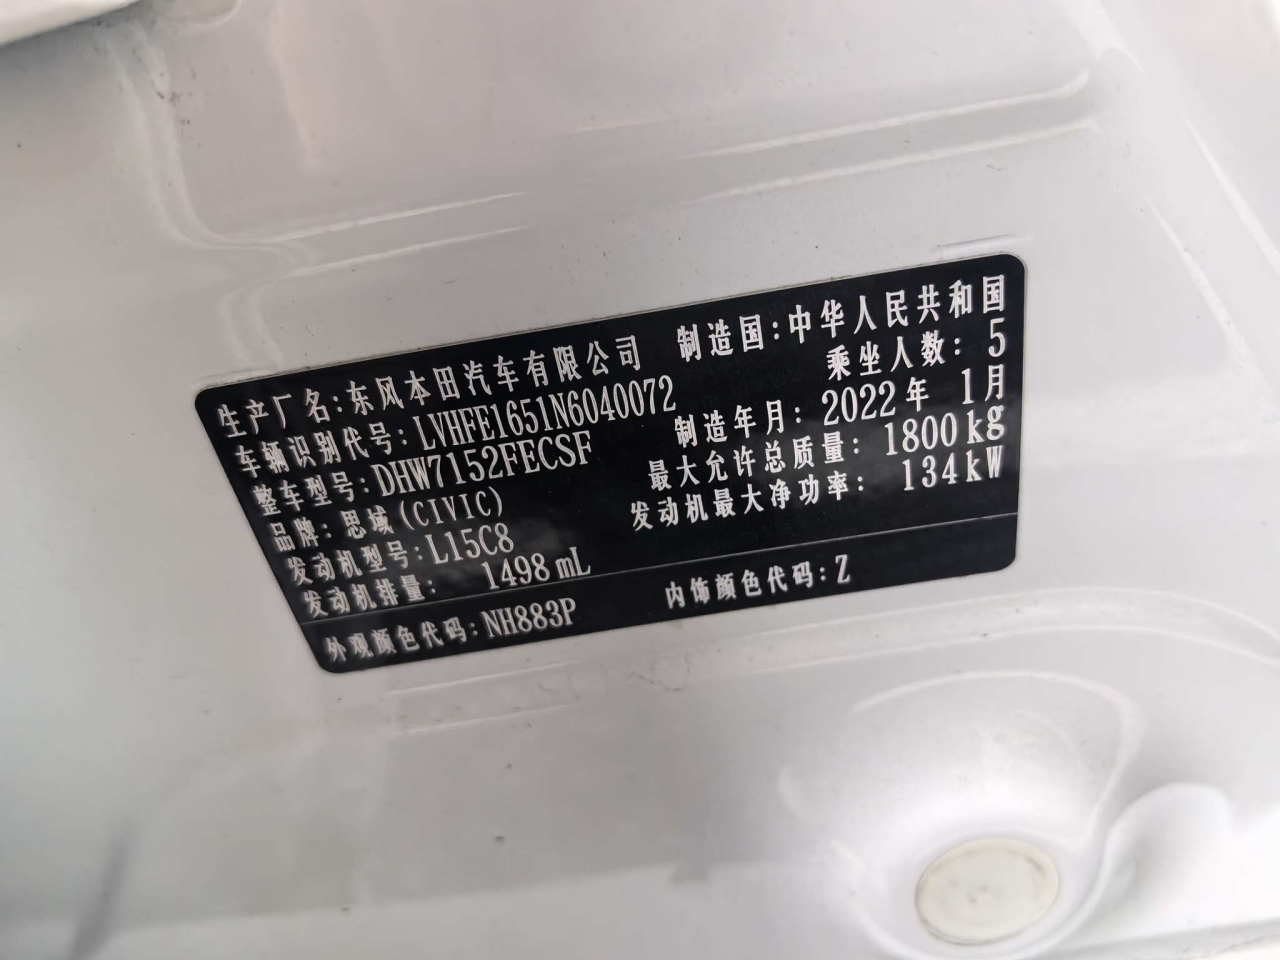 生产厂名:东风本田汽车有限公司 制造国:中华人民共和国
车辆识别代号:LVHFE1651N6040072 乘坐人数:5
整车型号:DHW7152FECSF 制造年月:2022年 1月
品牌:思域(CIVIC) 最大允许总质量:1800kg
发动机型号:L15C8 发动机最大净功率:134kW
发动机排量:1498mL
外观颜色代码:NH883P 内饰颜色代码:Z